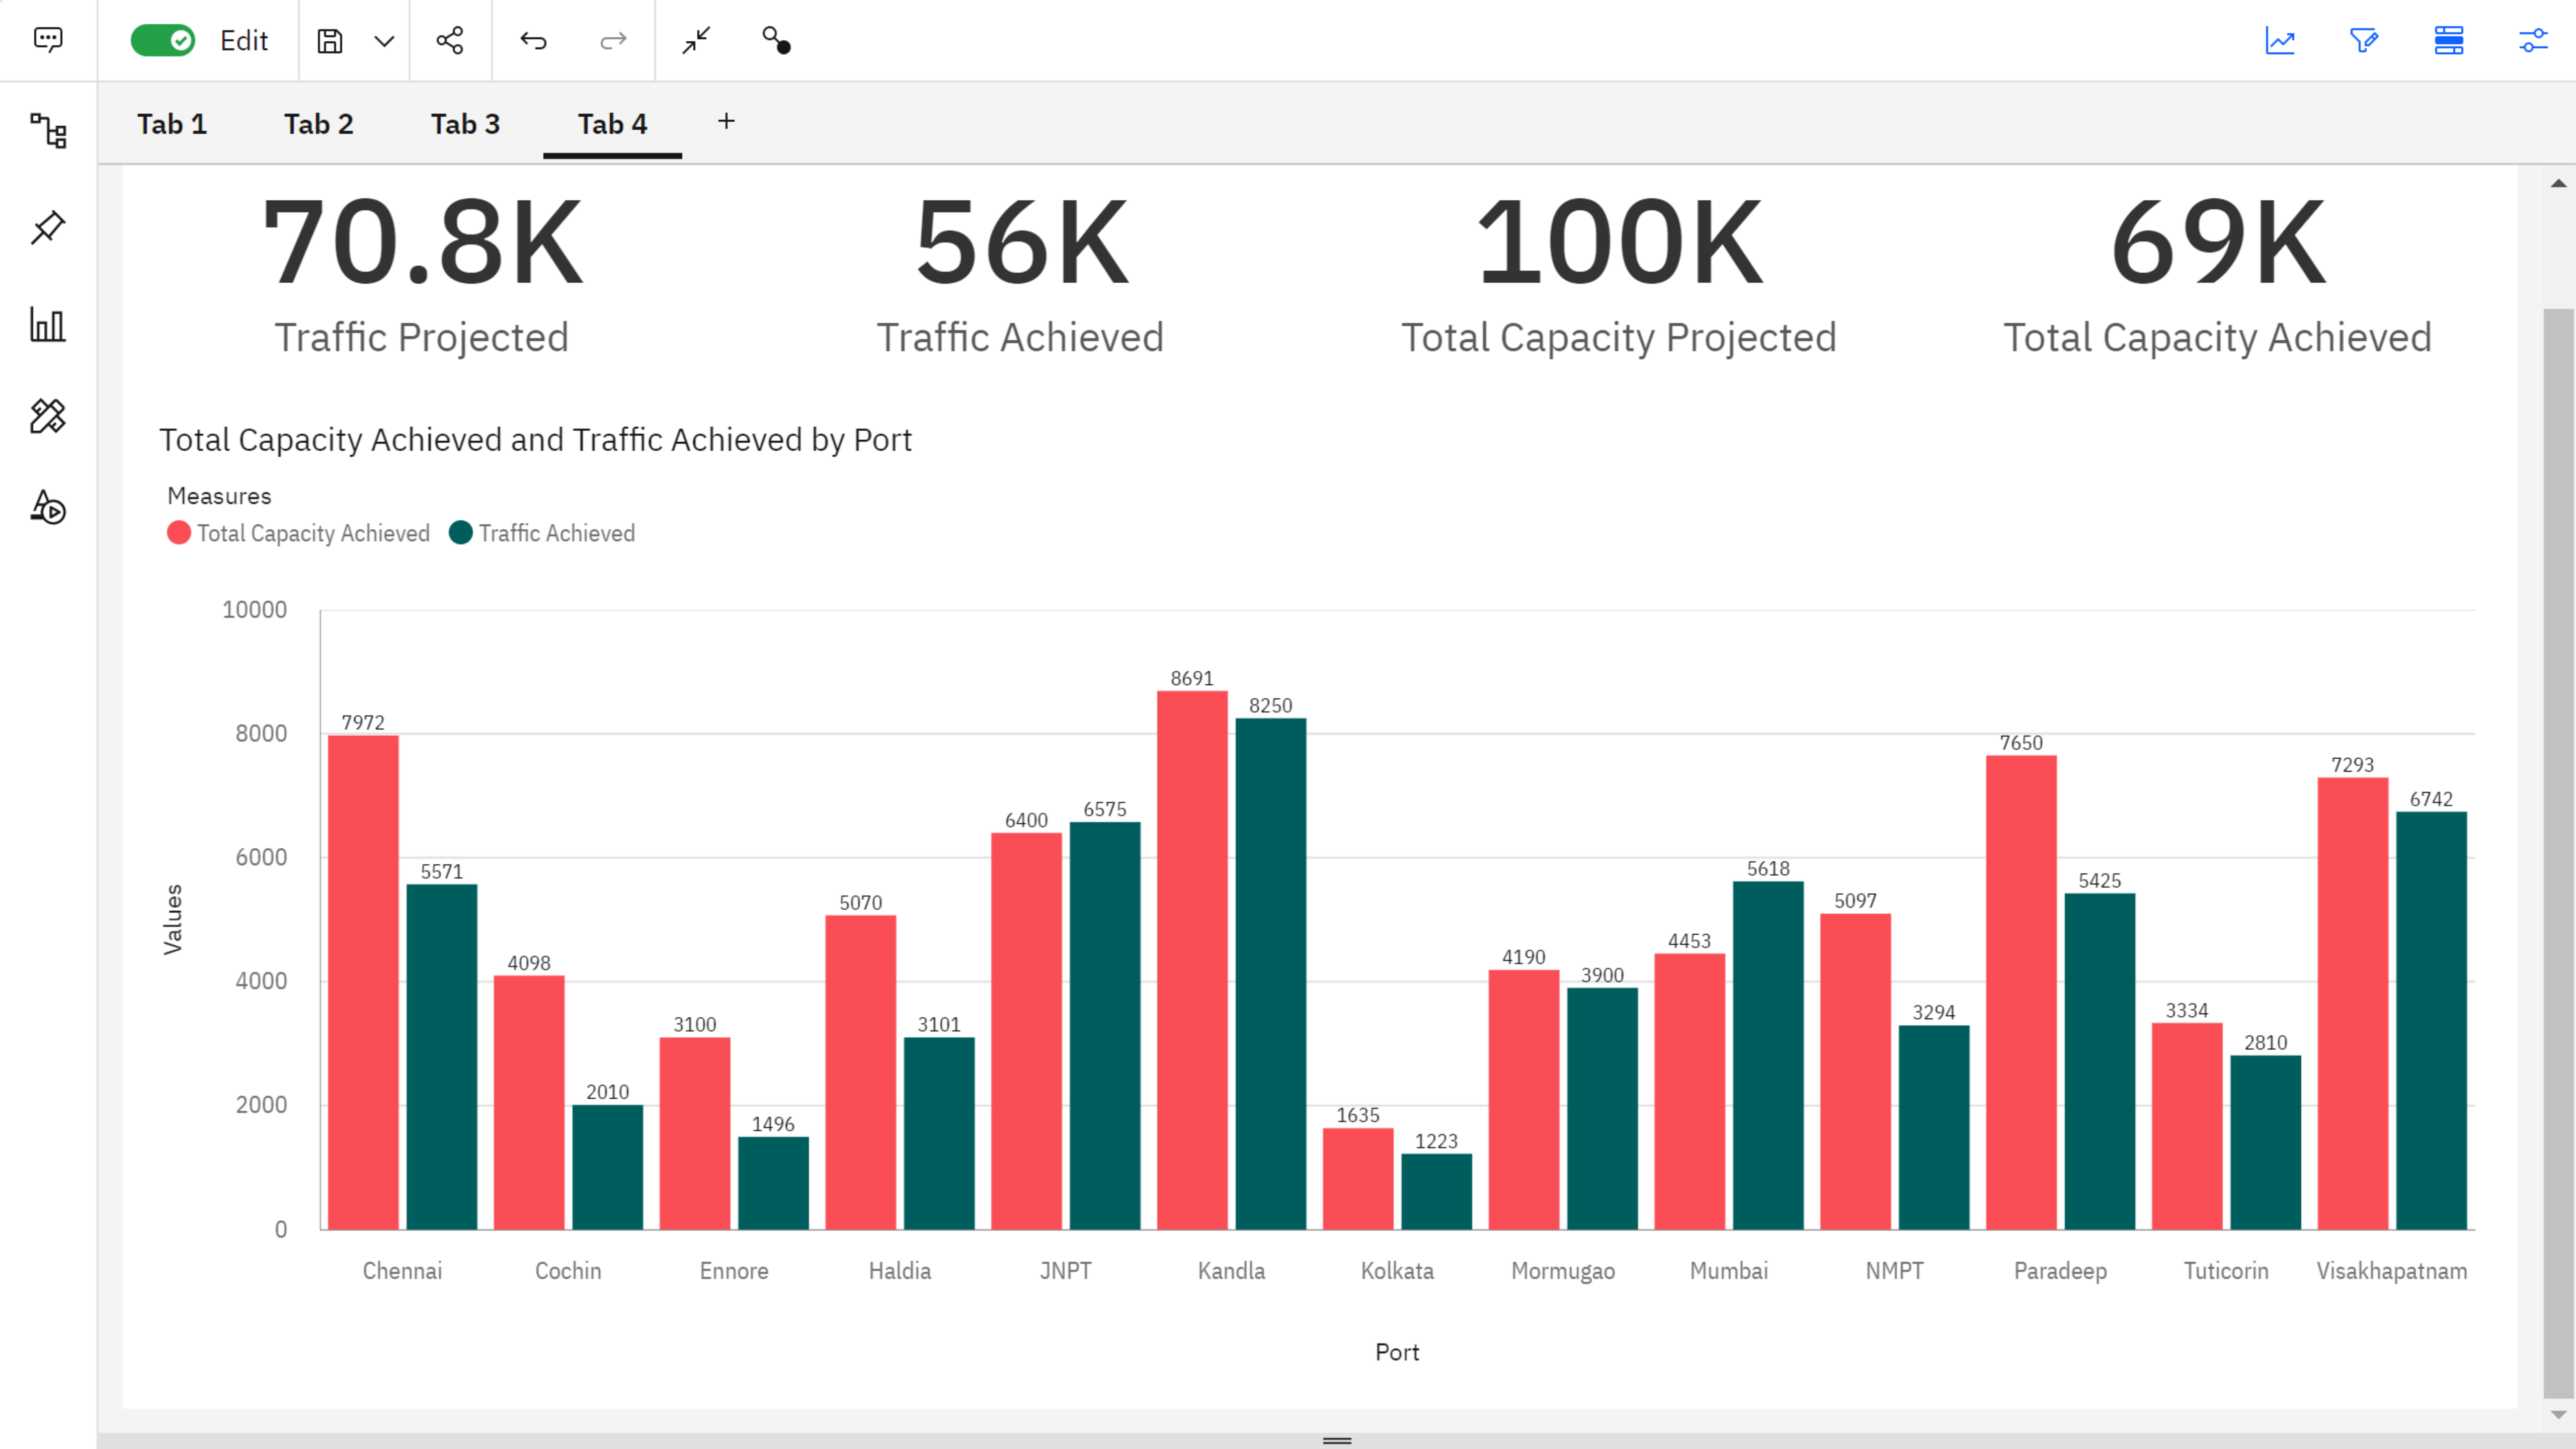 Edit
Tab 1 Tab 2 Tab 3 Tab 4 +
70.8K 56K 100K 69K
Traffic Projected Traffic Achieved Total Capacity Projected Total Capacity Achieved
Total Capacity Achieved and Traffic Achieved by Port
Measures
Total Capacity Achieved Traffic Achieved
10000
8000
6000
4000
2000
0
Values
7972 5571
4098 2010
3100 1496
5070 3101
6400 6575
8691 8250
1635 1223
4190 3900
4453 5618
5097 3294
7650 5425
3334 2810
7293 6742
Chennai Cochin Ennore Haldia JNPT Kandla Kolkata Mormugao Mumbai NMPT Paradeep Tuticorin Visakhapatnam
Port